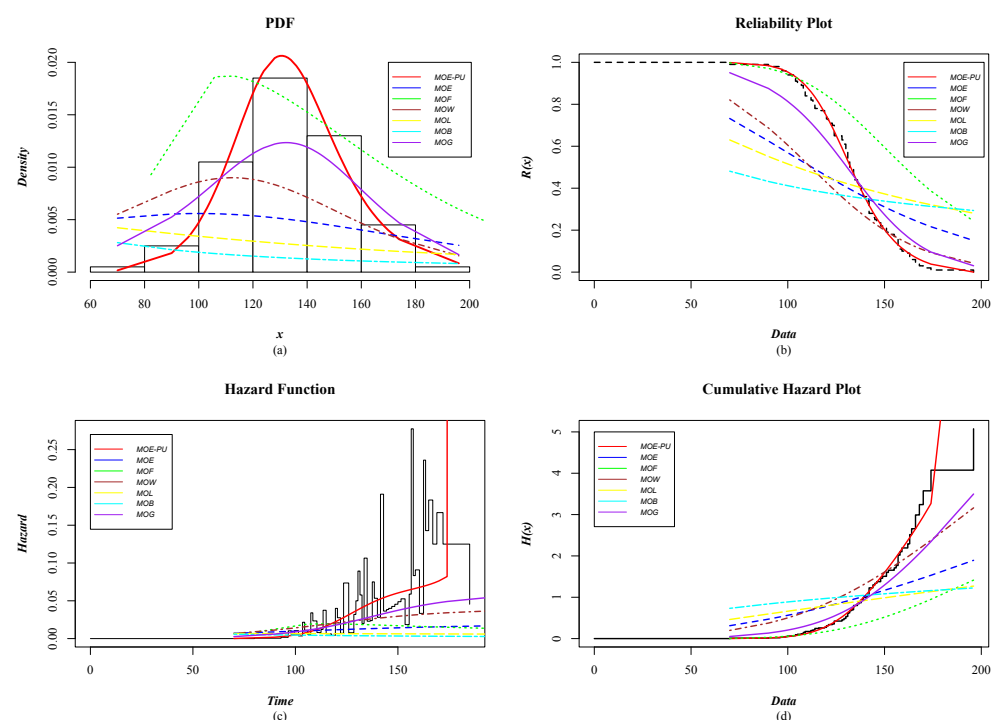 PDF
Density
0.000 0.005 0.010 0.015 0.020
60 80 100 120 140 160 180 200
x
(a)
MOE-PU
MOE
MOF
MOW
MOL
MOB
MOG
Reliability Plot
R(x)
0.0 0.2 0.4 0.6 0.8 1.0
0 50 100 150 200
Data
(b)
MOE-PU
MOE
MOF
MOW
MOL
MOB
MOG
Hazard Function
Hazard
0.00 0.05 0.10 0.15 0.20 0.25
0 50 100 150
Time
(c)
MOE-PU
MOE
MOF
MOW
MOL
MOB
MOG
Cumulative Hazard Plot
H(x)
0 1 2 3 4 5
0 50 100 150 200
Data
(d)
MOE-PU
MOE
MOF
MOW
MOL
MOB
MOG